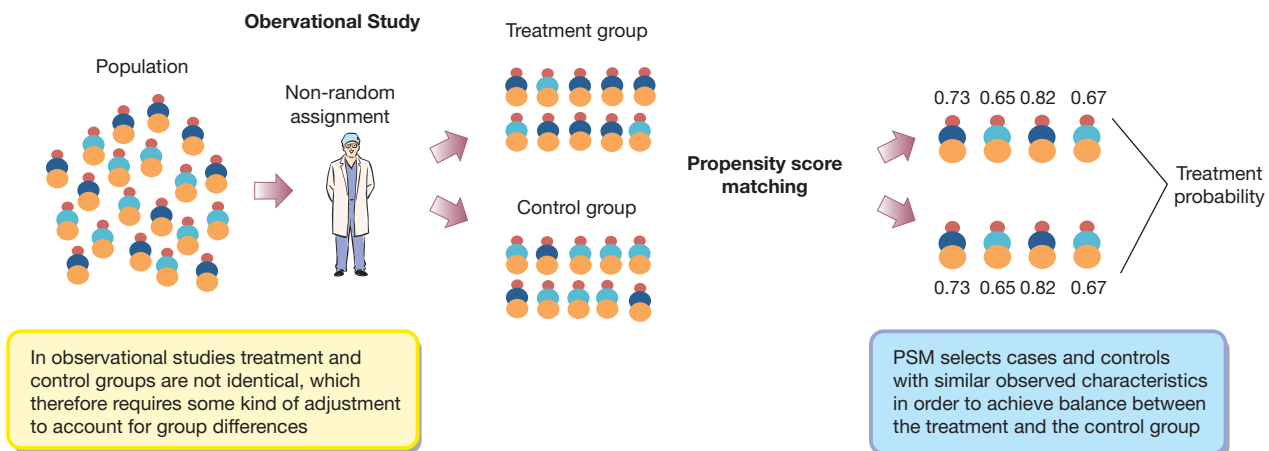 Obervational Study
Population
Non-random
assignment
Treatment group
Control group
Propensity score
matching
0.73 0.65 0.82 0.67
0.73 0.65 0.82 0.67
Treatment
probability
In observational studies treatment and
control groups are not identical, which
therefore requires some kind of adjustment
to account for group differences
PSM selects cases and controls
with similar observed characteristics
in order to achieve balance between
the treatment and the control group